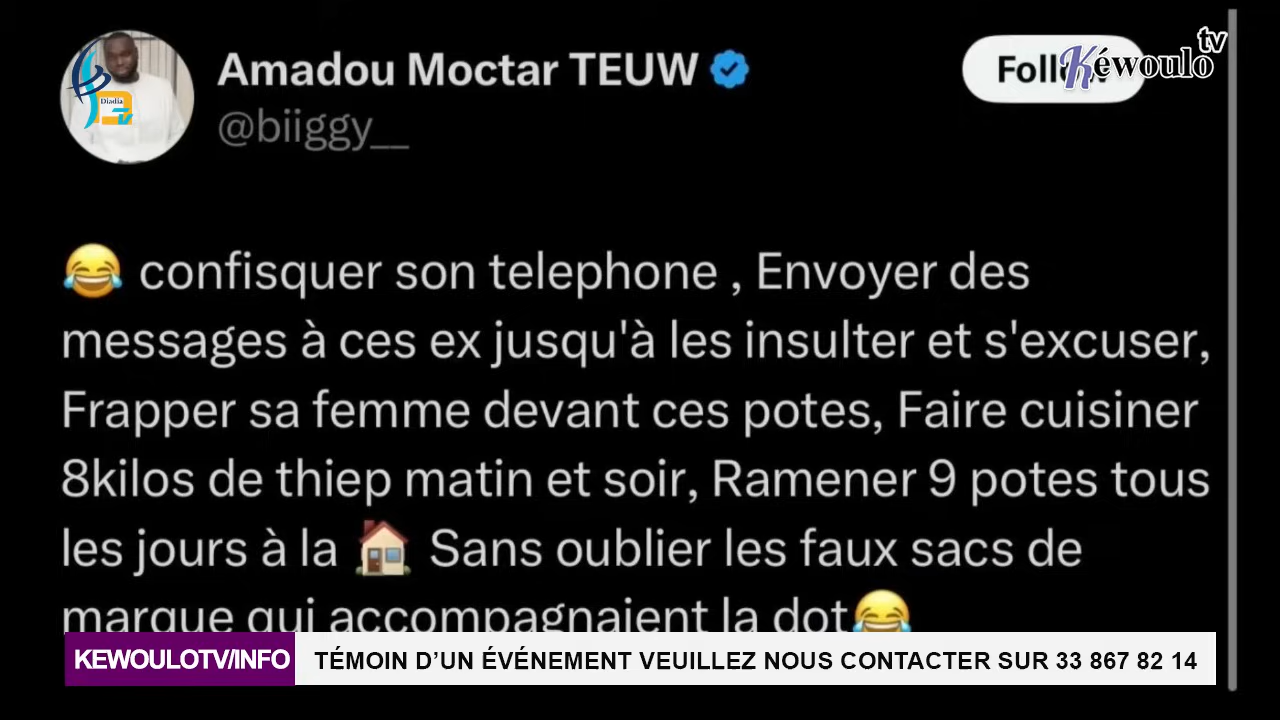 Amadou Moctar TEUW
@biiggy__
Kéwoulo tv
Diadia
TV
😂 confisquer son telephone , Envoyer des
messages à ces ex jusqu'à les insulter et s'excuser,
Frapper sa femme devant ces potes, Faire cuisiner
8kilos de thiep matin et soir, Ramener 9 potes tous
les jours à la 🏠 Sans oublier les faux sacs de
marque qui accompagnaient la dot😂
KEWOULOTV/INFO
TÉMOIN D’UN ÉVÉNEMENT VEUILLEZ NOUS CONTACTER SUR 33 867 82 14